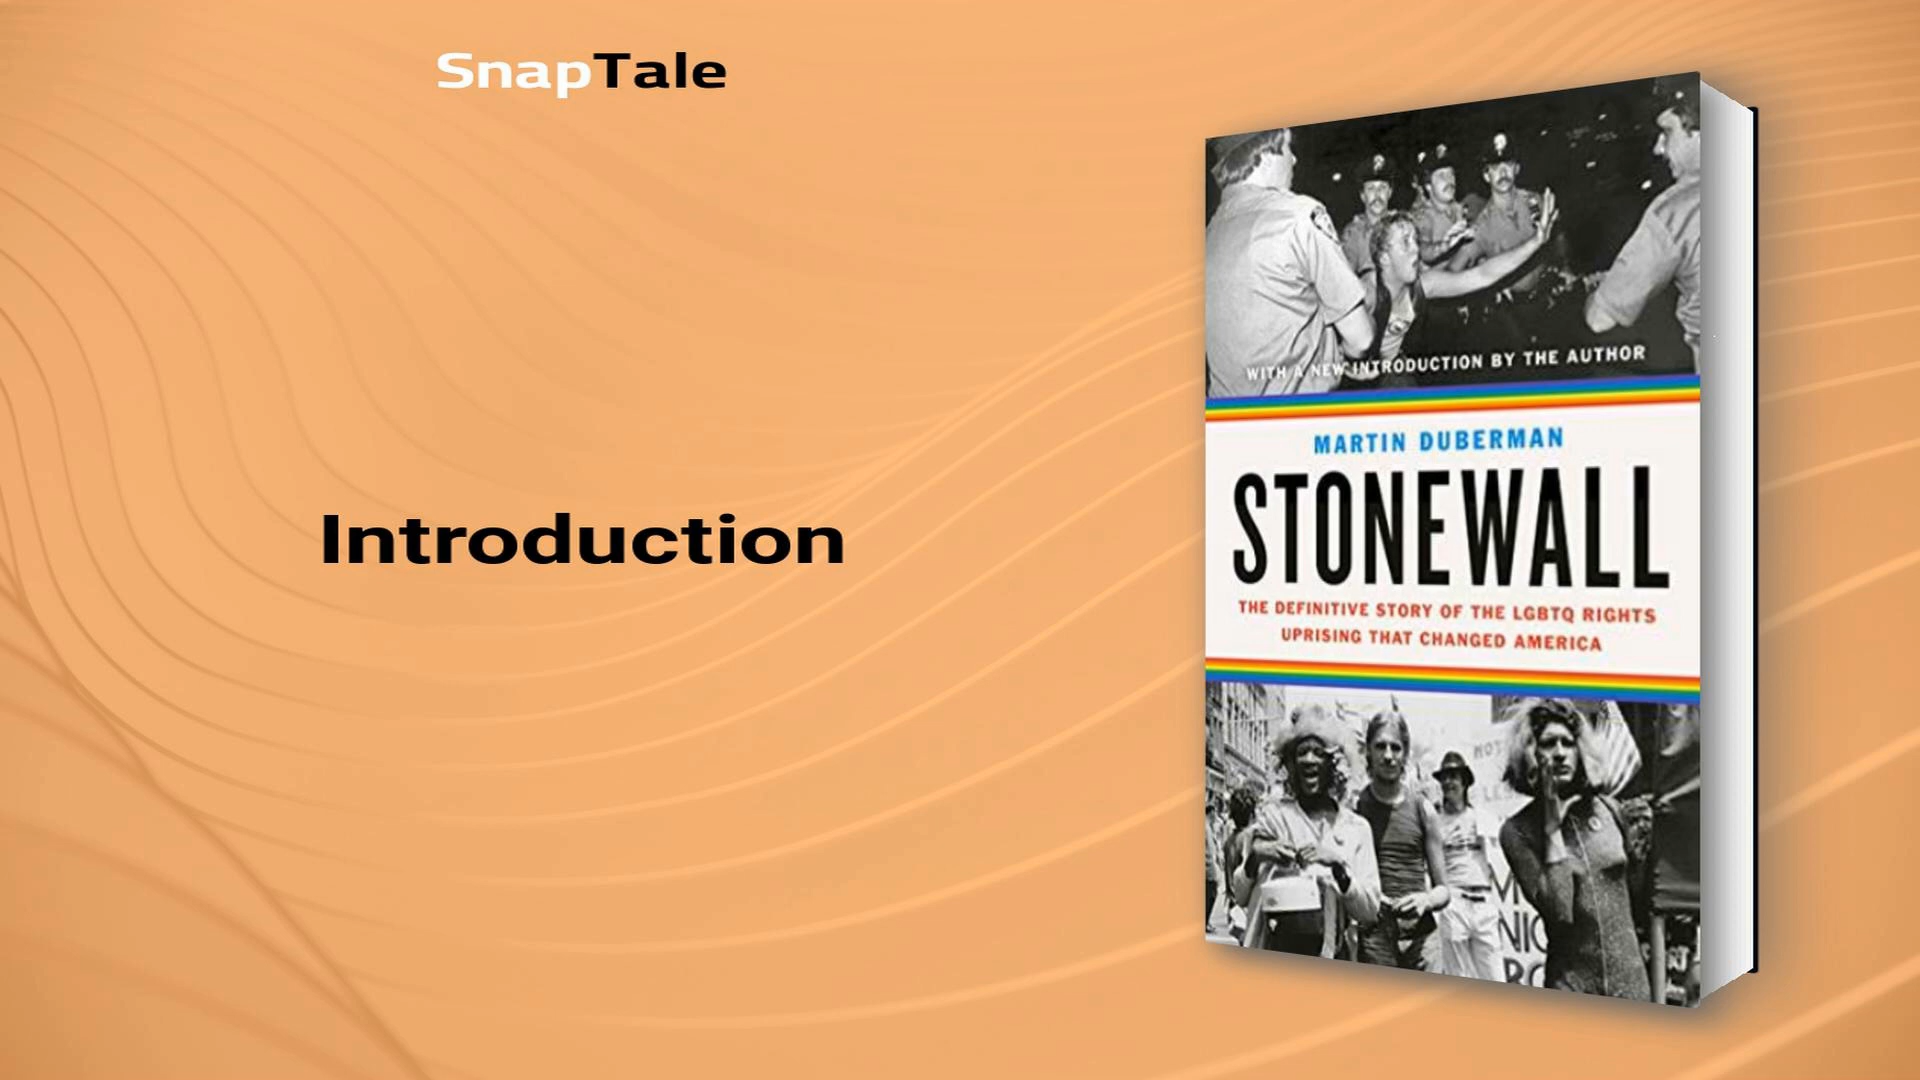 SnapTale
Introduction
WITH A NEW INTRODUCTION BY THE AUTHOR
MARTIN DUBERMAN
STONEWALL
THE DEFINITIVE STORY OF THE LGBTQ RIGHTS
UPRISING THAT CHANGED AMERICA